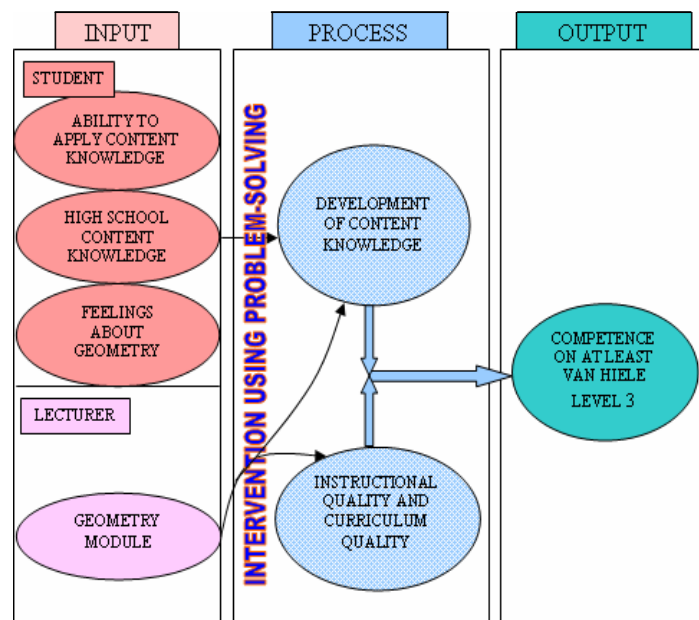 INPUT
PROCESS
OUTPUT
STUDENT
ABILITY TO
APPLY CONTENT
KNOWLEDGE
HIGH SCHOOL
CONTENT
KNOWLEDGE
FEELINGS
ABOUT
GEOMETRY
LECTURER
GEOMETRY
MODULE
INTERVENTION USING PROBLEM-SOLVING
DEVELOPMENT
OF CONTENT
KNOWLEDGE
INSTRUCTIONAL
QUALITY AND
CURRICULUM
QUALITY
COMPETENCE
ON AT LEAST
VAN HIELE
LEVEL 3